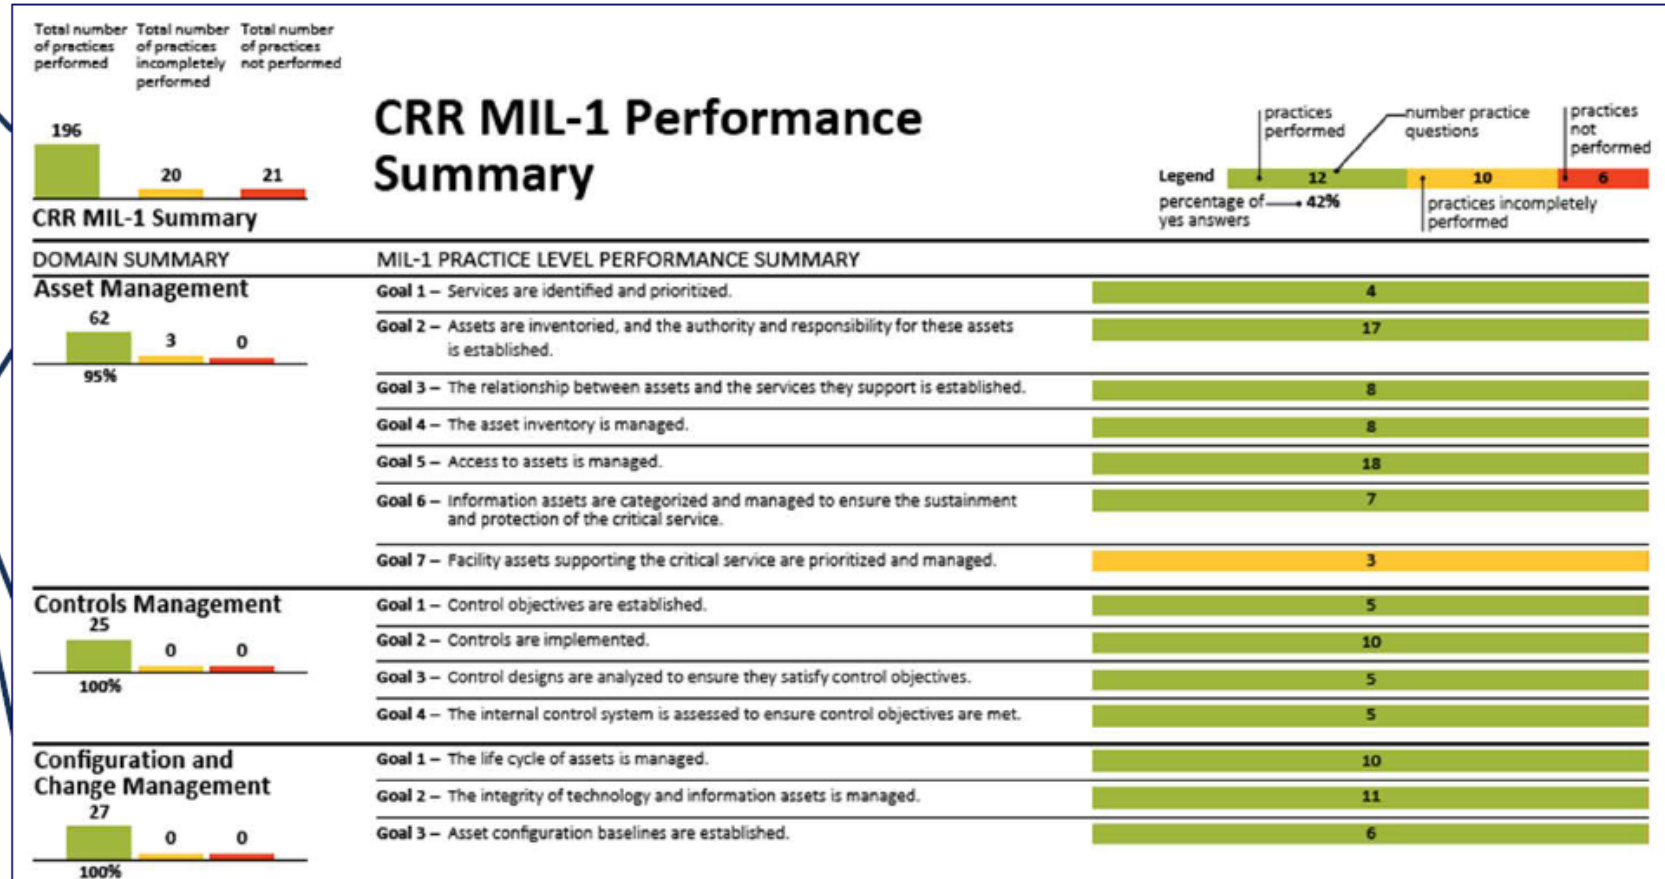 Total number of practices performed
Total number of practices incompletely performed
Total number of practices not performed
196
20
21
CRR MIL-1 Summary
CRR MIL-1 Performance
Summary
practices performed
number practice questions
practices not performed
Legend
12
10
6
percentage of yes answers
42%
practices incompletely performed
DOMAIN SUMMARY
MIL-1 PRACTICE LEVEL PERFORMANCE SUMMARY
Asset Management
62
3
0
95%
Goal 1 – Services are identified and prioritized.
4
Goal 2 – Assets are inventoried, and the authority and responsibility for these assets
is established.
17
Goal 3 – The relationship between assets and the services they support is established.
8
Goal 4 – The asset inventory is managed.
8
Goal 5 – Access to assets is managed.
18
Goal 6 – Information assets are categorized and managed to ensure the sustainment
and protection of the critical service.
7
Goal 7 – Facility assets supporting the critical service are prioritized and managed.
3
Controls Management
25
0
0
100%
Goal 1 – Control objectives are established.
5
Goal 2 – Controls are implemented.
10
Goal 3 – Control designs are analyzed to ensure they satisfy control objectives.
5
Goal 4 – The internal control system is assessed to ensure control objectives are met.
5
Configuration and
Change Management
27
0
0
100%
Goal 1 – The life cycle of assets is managed.
10
Goal 2 – The integrity of technology and information assets is managed.
11
Goal 3 – Asset configuration baselines are established.
6